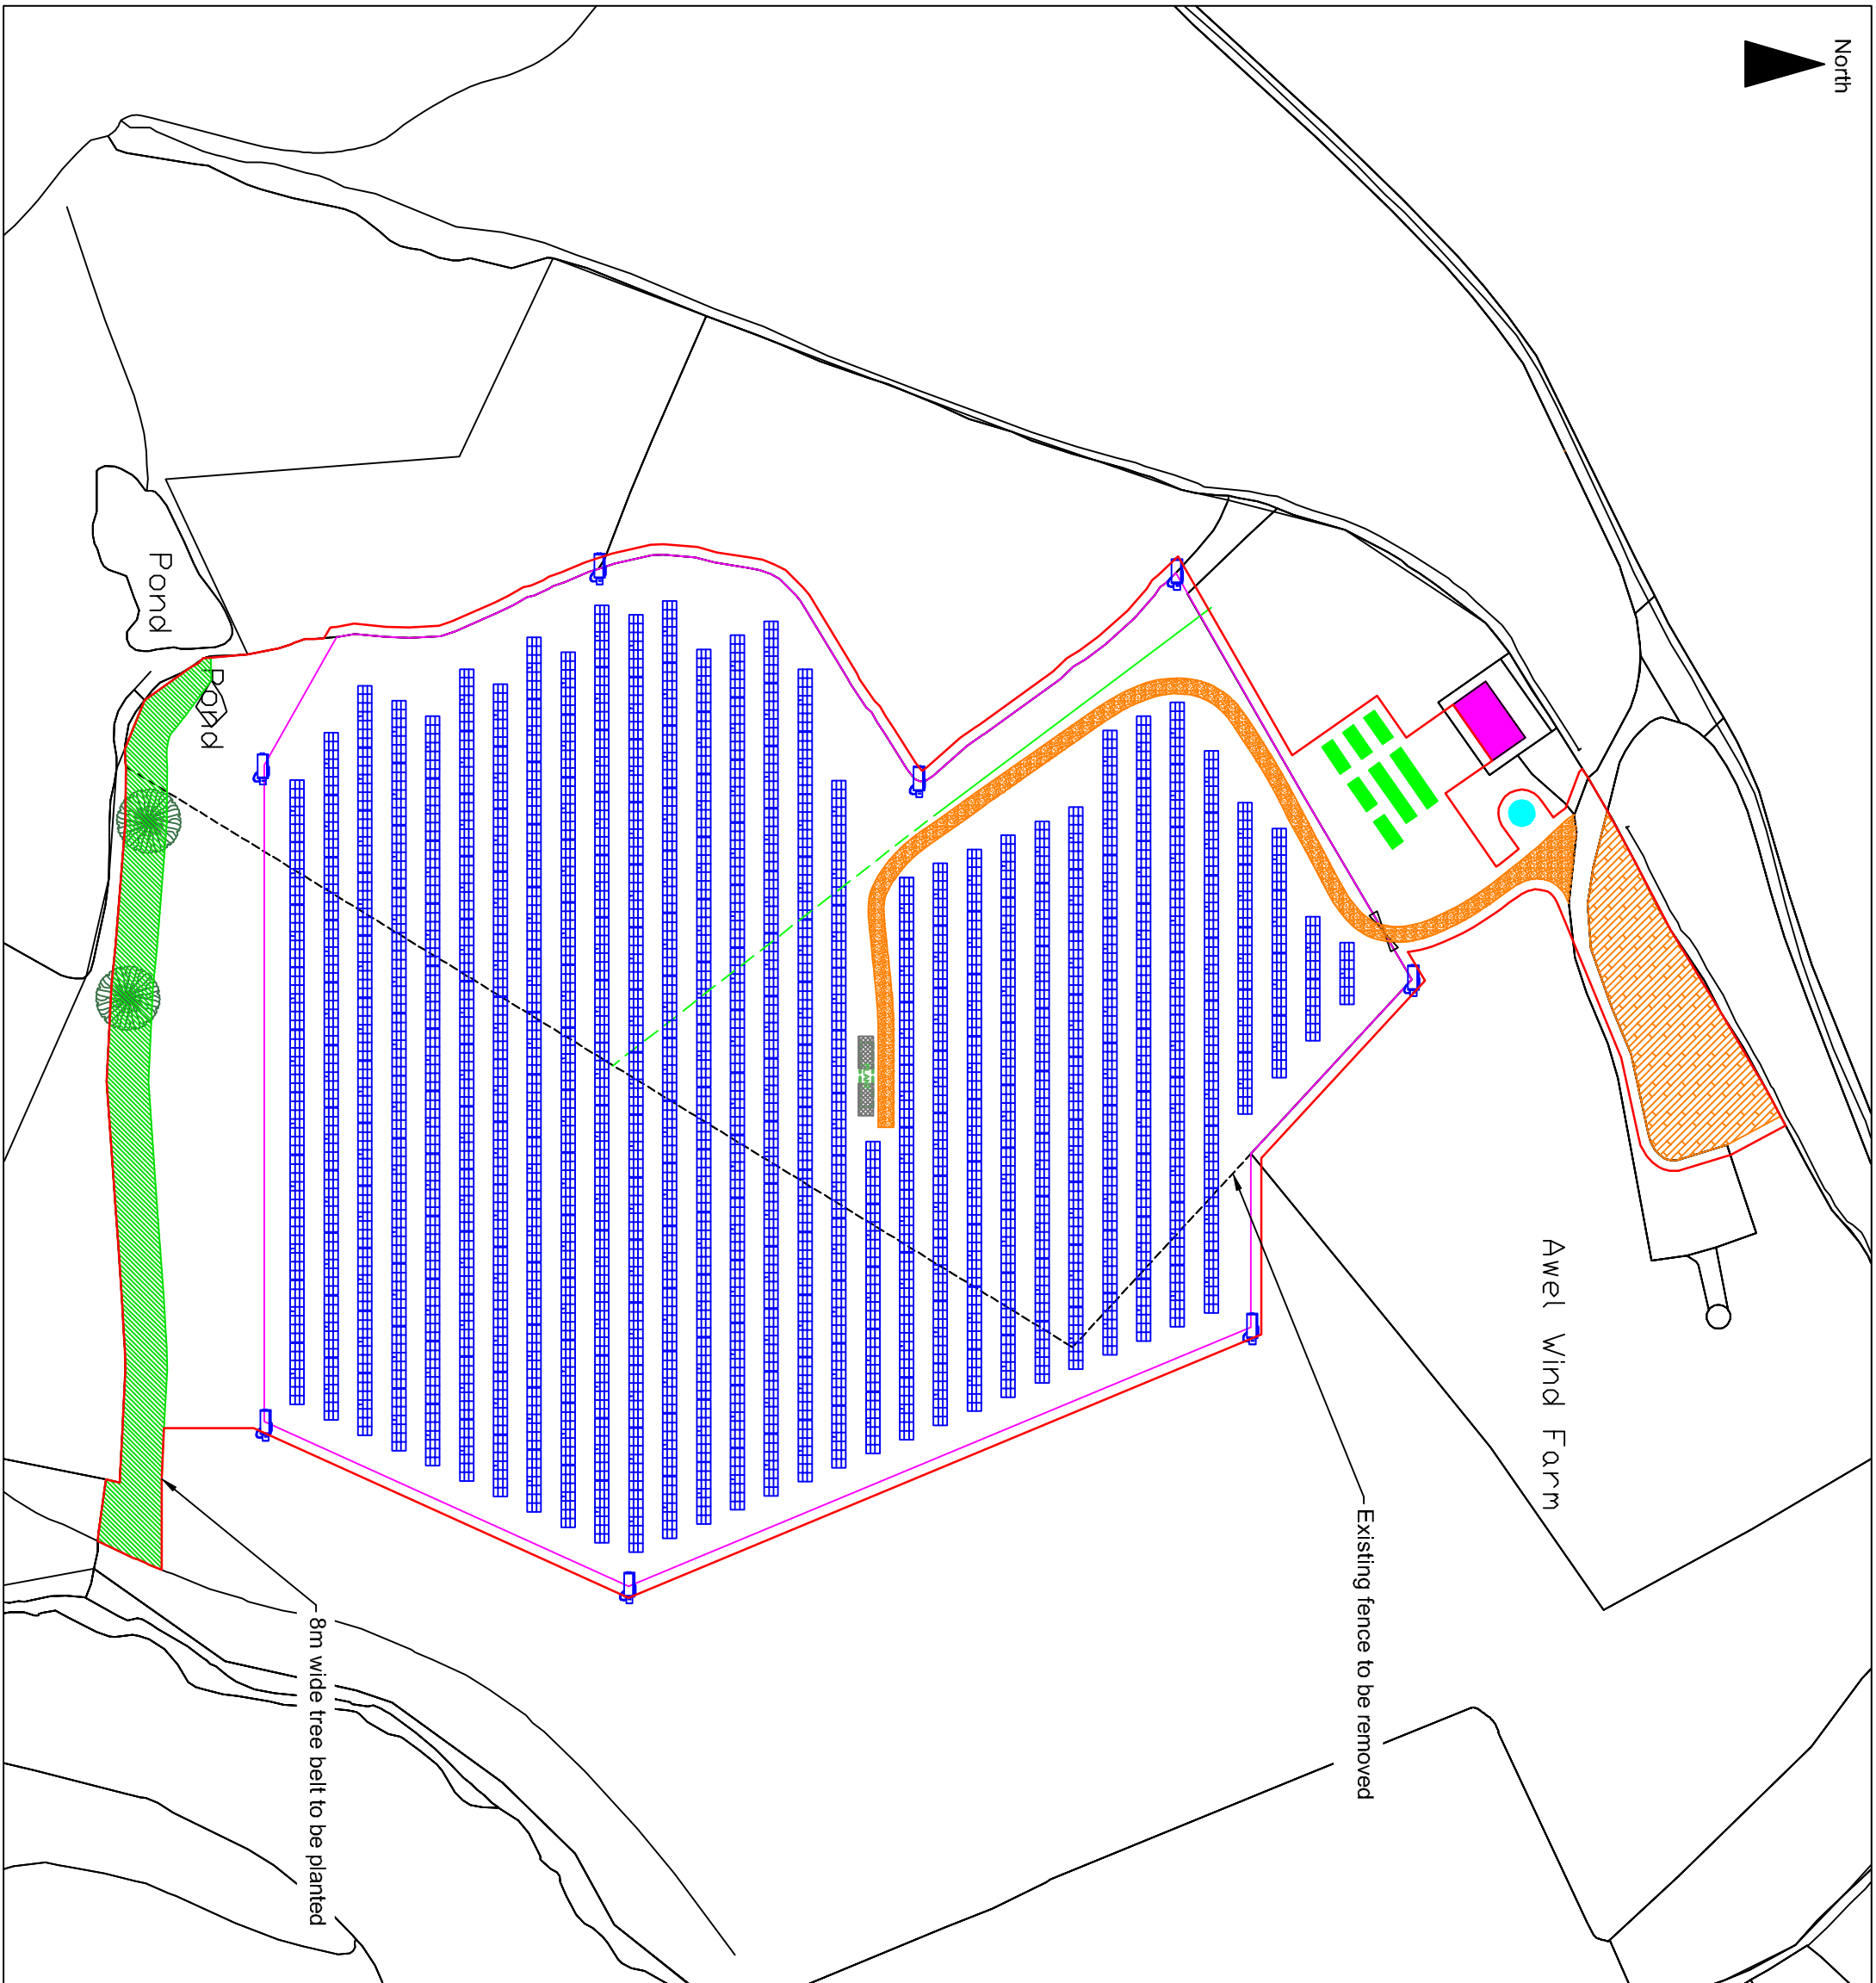 North
Awel Wind Farm
Existing fence to be removed
Pond
Pond
8m wide tree belt to be planted